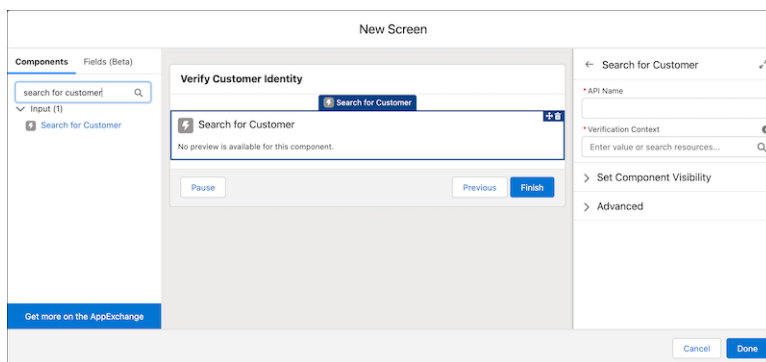 New Screen
Components
Fields (Beta)
search for customer
Input (1)
Search for Customer
Get more on the AppExchange
Verify Customer Identity
Search for Customer
Search for Customer
No preview is available for this component.
Pause
Previous
Finish
Search for Customer
* API Name
* Verification Context
Enter value or search resources...
Set Component Visibility
Advanced
Cancel
Done